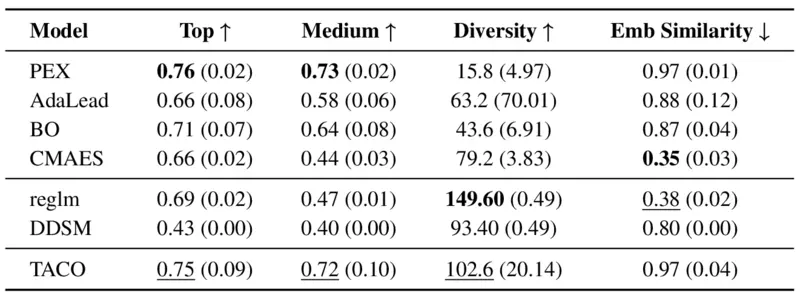 Model Top ↑ Medium ↑ Diversity ↑ Emb Similarity ↓
PEX 0.76 (0.02) 0.73 (0.02) 15.8 (4.97) 0.97 (0.01)
AdaLead 0.66 (0.08) 0.58 (0.06) 63.2 (70.01) 0.88 (0.12)
BO 0.71 (0.07) 0.64 (0.08) 43.6 (6.91) 0.87 (0.04)
CMAES 0.66 (0.02) 0.44 (0.03) 79.2 (3.83) 0.35 (0.03)
reglm 0.69 (0.02) 0.47 (0.01) 149.60 (0.49) 0.38 (0.02)
DDSM 0.43 (0.00) 0.40 (0.00) 93.40 (0.49) 0.80 (0.00)
TACO 0.75 (0.09) 0.72 (0.10) 102.6 (20.14) 0.97 (0.04)